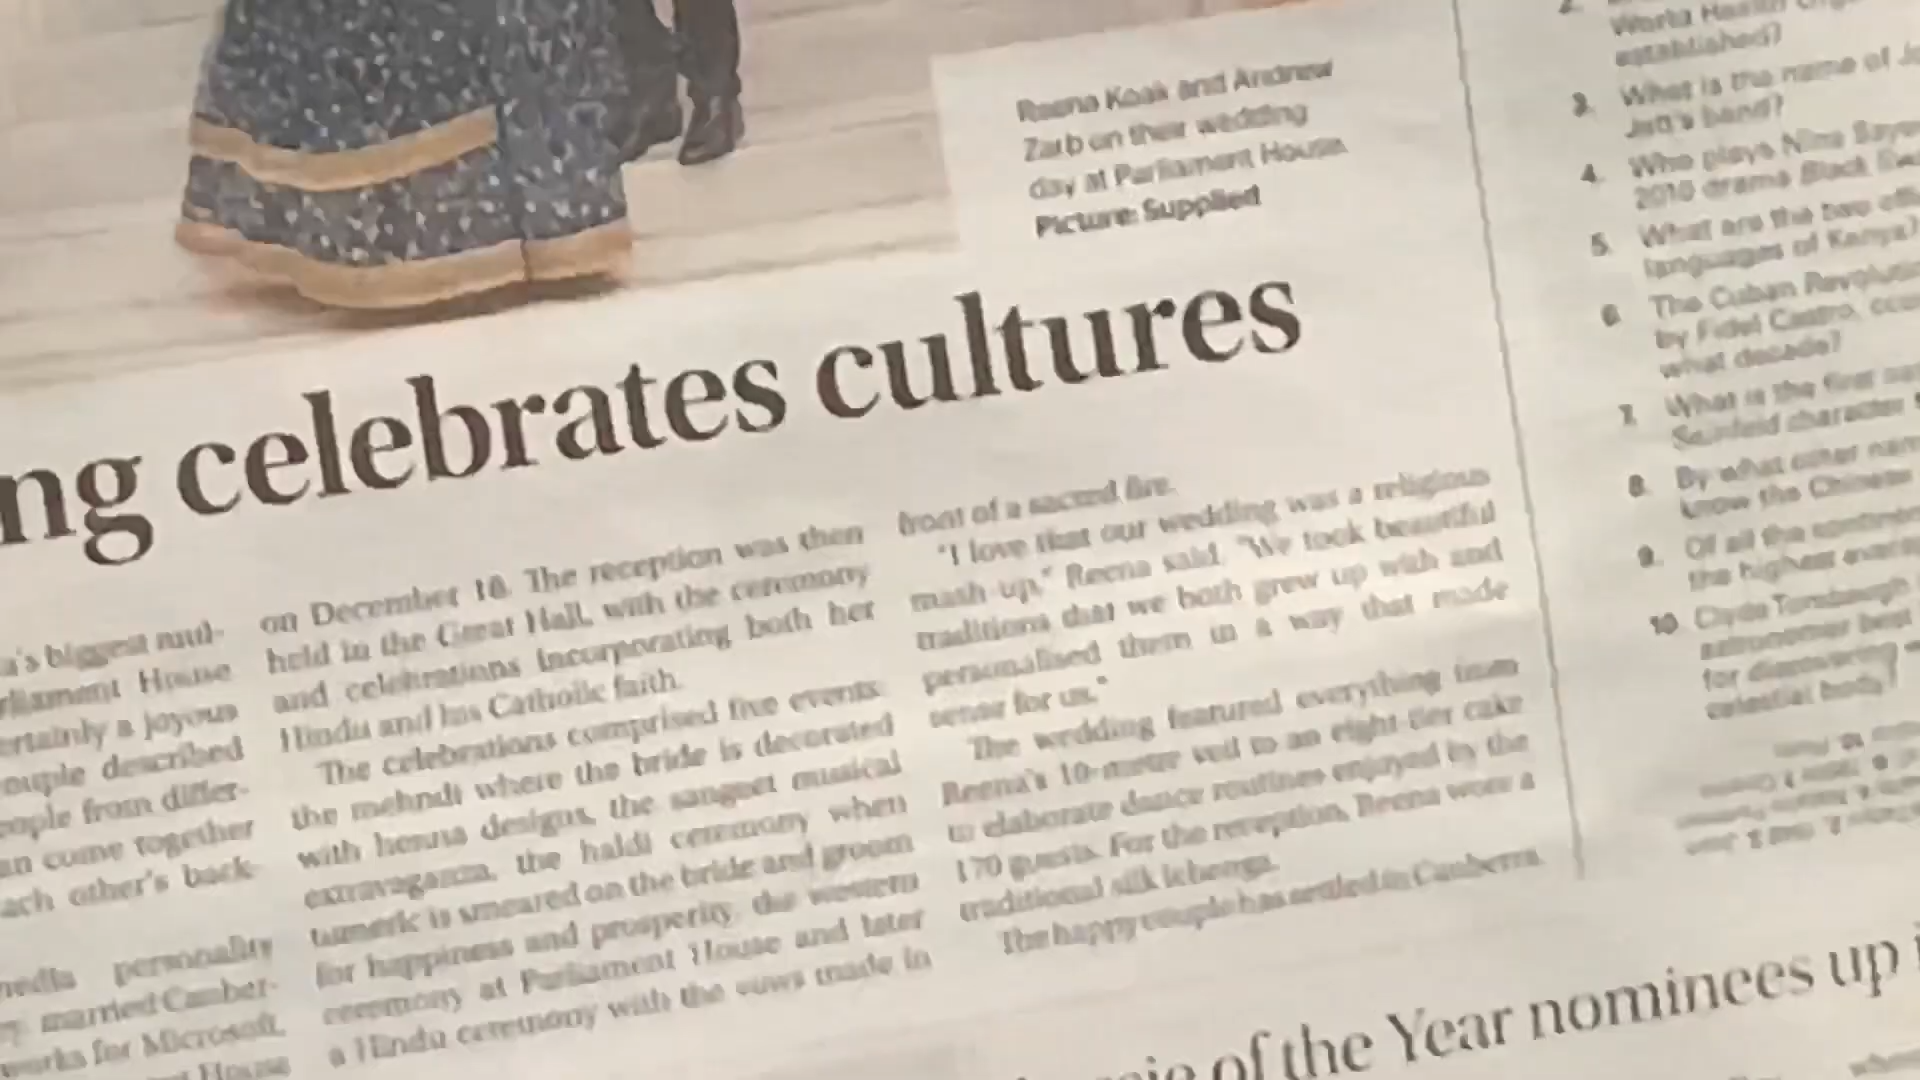 Reena Koak and Andrew
Zarb on their wedding
day at Parliament House.
Picture: Supplied
ng celebrates cultures
a's biggest mul-
rliament House
ertainly a joyous
ouple described
eople from differ-
an come together
ach other's back-
media personality
married Canber-
works for Microsoft,
House
on December 18. The reception was then
held in the Great Hall, with the ceremony
and celebrations incorporating both her
Hindu and his Catholic faith.
The celebrations comprised five events:
the mehndi where the bride is decorated
with henna designs, the sangeet musical
extravaganza, the haldi ceremony when
tumeric is smeared on the bride and groom
for happiness and prosperity, the western
ceremony at Parliament House and later
a Hindu ceremony with the vows made in
front of a sacred fire.
"I love that our wedding was a religious
mash-up," Reena said. "We took beautiful
traditions that we both grew up with and
personalised them in a way that made
sense for us."
The wedding featured everything from
Reena's 10-meter veil to an eight-tier cake
to elaborate dance routines enjoyed by the
170 guests. For the reception, Reena wore a
traditional silk lehenga.
The happy couple has settled in Canberra.
2.
World Health
established?
3. What is the name of
band?
4. Who plays Nina Sayer
2010 drama Black Swa
5. What are the two offi
languages of Kenya?
6. The Cuban Revolution
by Fidel Castro, occu
what decade?
7. What is the first
Seinfeld character
8. By what other nam
know the Chinese
9. Of all the continen
the highest
10. Clyde Tombaugh
astronomer best
for discovering
celestial body?
of the Year nominees up